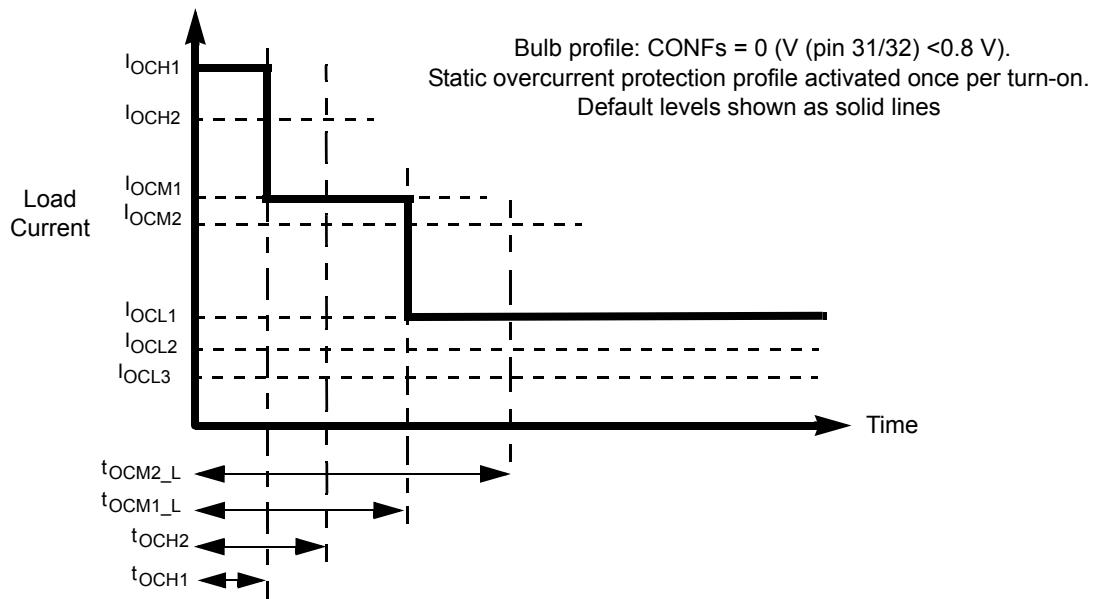 Bulb profile: CONFs = 0 (V (pin 31/32) <0.8 V).
Static overcurrent protection profile activated once per turn-on.
Default levels shown as solid lines
IOCH1
IOCH2
IOCM1
Load
Current
IOCM2
IOCL1
IOCL2
IOCL3
Time
tOCM2_L
tOCM1_L
tOCH2
tOCH1